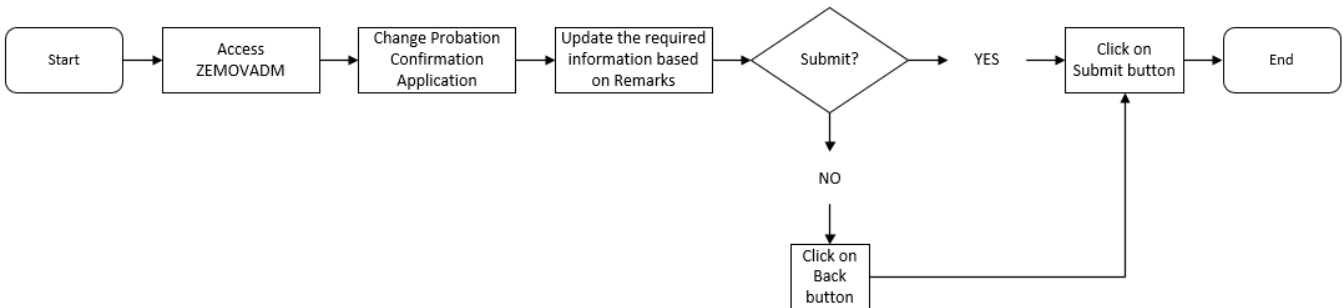 Start
Access
ZEMOVADM
Change Probation
Confirmation
Application
Update the required
information based
on Remarks
Submit?
YES
Click on
Submit button
End
NO
Click on
Back
button